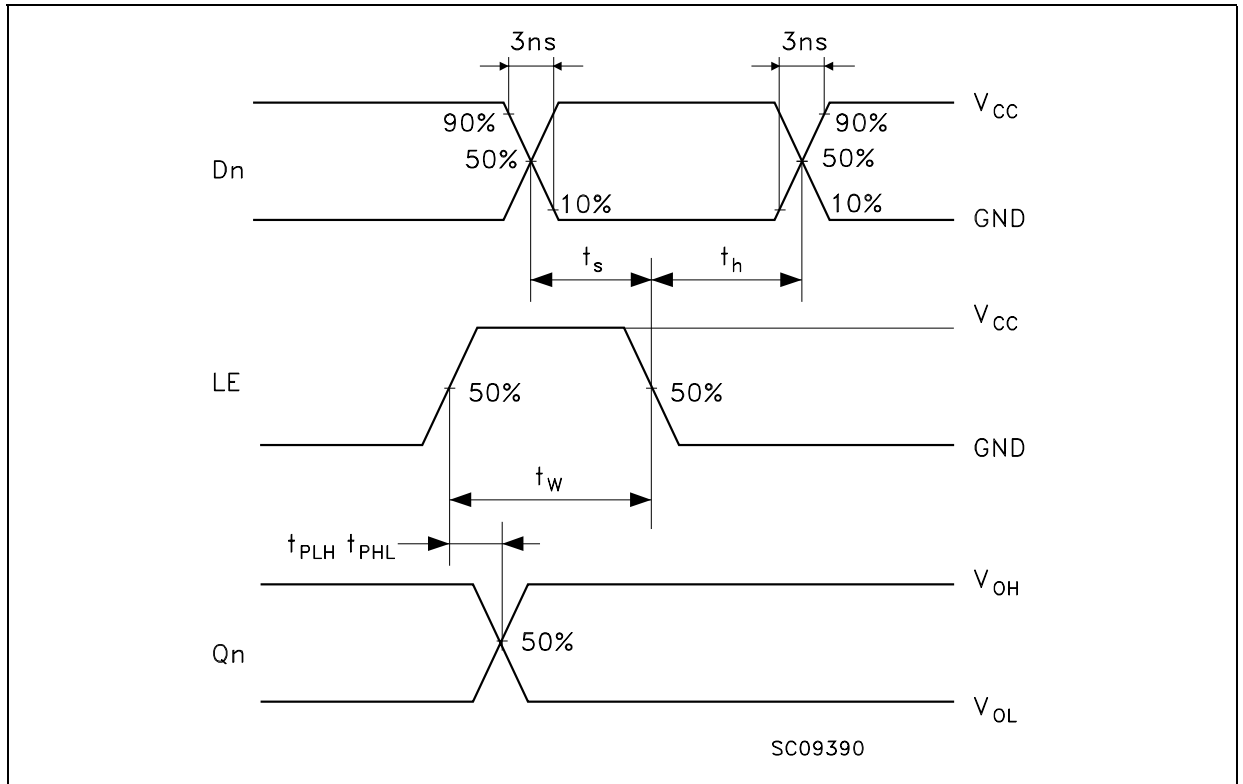 3ns 3ns
V_CC
90% 90%
50% 50%
Dn
10% 10%
GND
t_s t_h
V_CC
LE
50% 50%
GND
t_W
t_PLH t_PHL
V_OH
50%
Qn
V_OL
SC09390